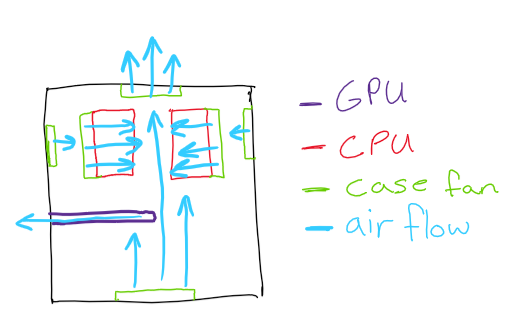 GPU
CPU
case fan
air flow